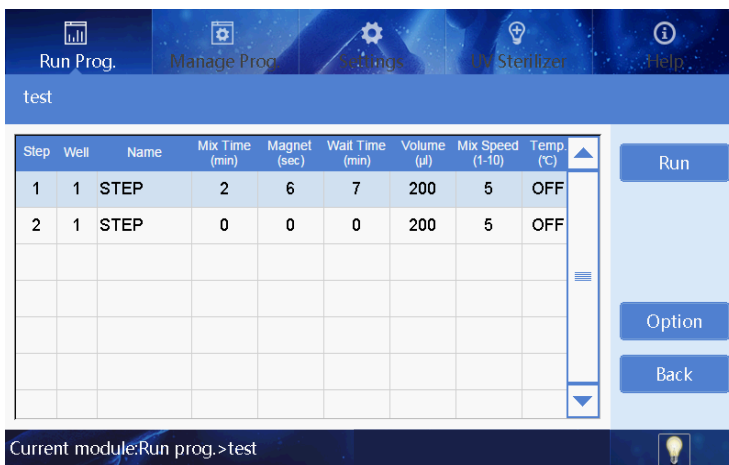 Run Prog. Manage Prog. Settings UV Sterilizer Help
test
Step Well Name Mix Time (min) Magnet (sec) Wait Time (min) Volume (μl) Mix Speed (1-10) Temp. (℃)
1 1 STEP 2 6 7 200 5 OFF
2 1 STEP 0 0 0 200 5 OFF
Run
Option
Back
Current module:Run prog.>test